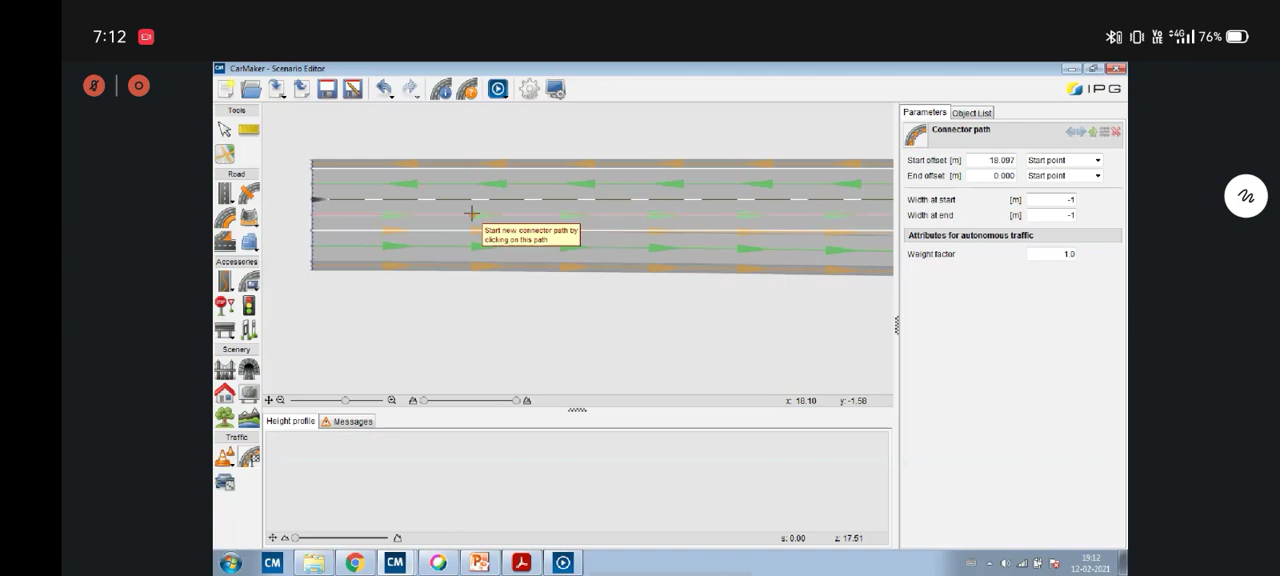 7:12
4G
76%
CarMaker - Scenario Editor
IPG
Tools
Road
Accessories
STOP
Scenery
Traffic
Start new connector path by
clicking on this path
x: 18.10 y:-1.58
Height profile Messages
s: 0.00 z: 17.51
Parameters Object List
Connector path
Start offset [m] 18.097 Start point
End offset [m] 0.000 Start point
Width at start [m] -1
Width at end [m] -1
Attributes for autonomous traffic
Weight factor 1.0
CM CM
19:12
12-02-2021